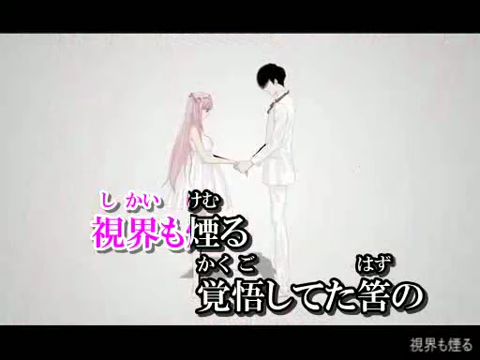 し かい けむ
視界も煙る
かくご はず
覚悟してた筈の
視界も煙る